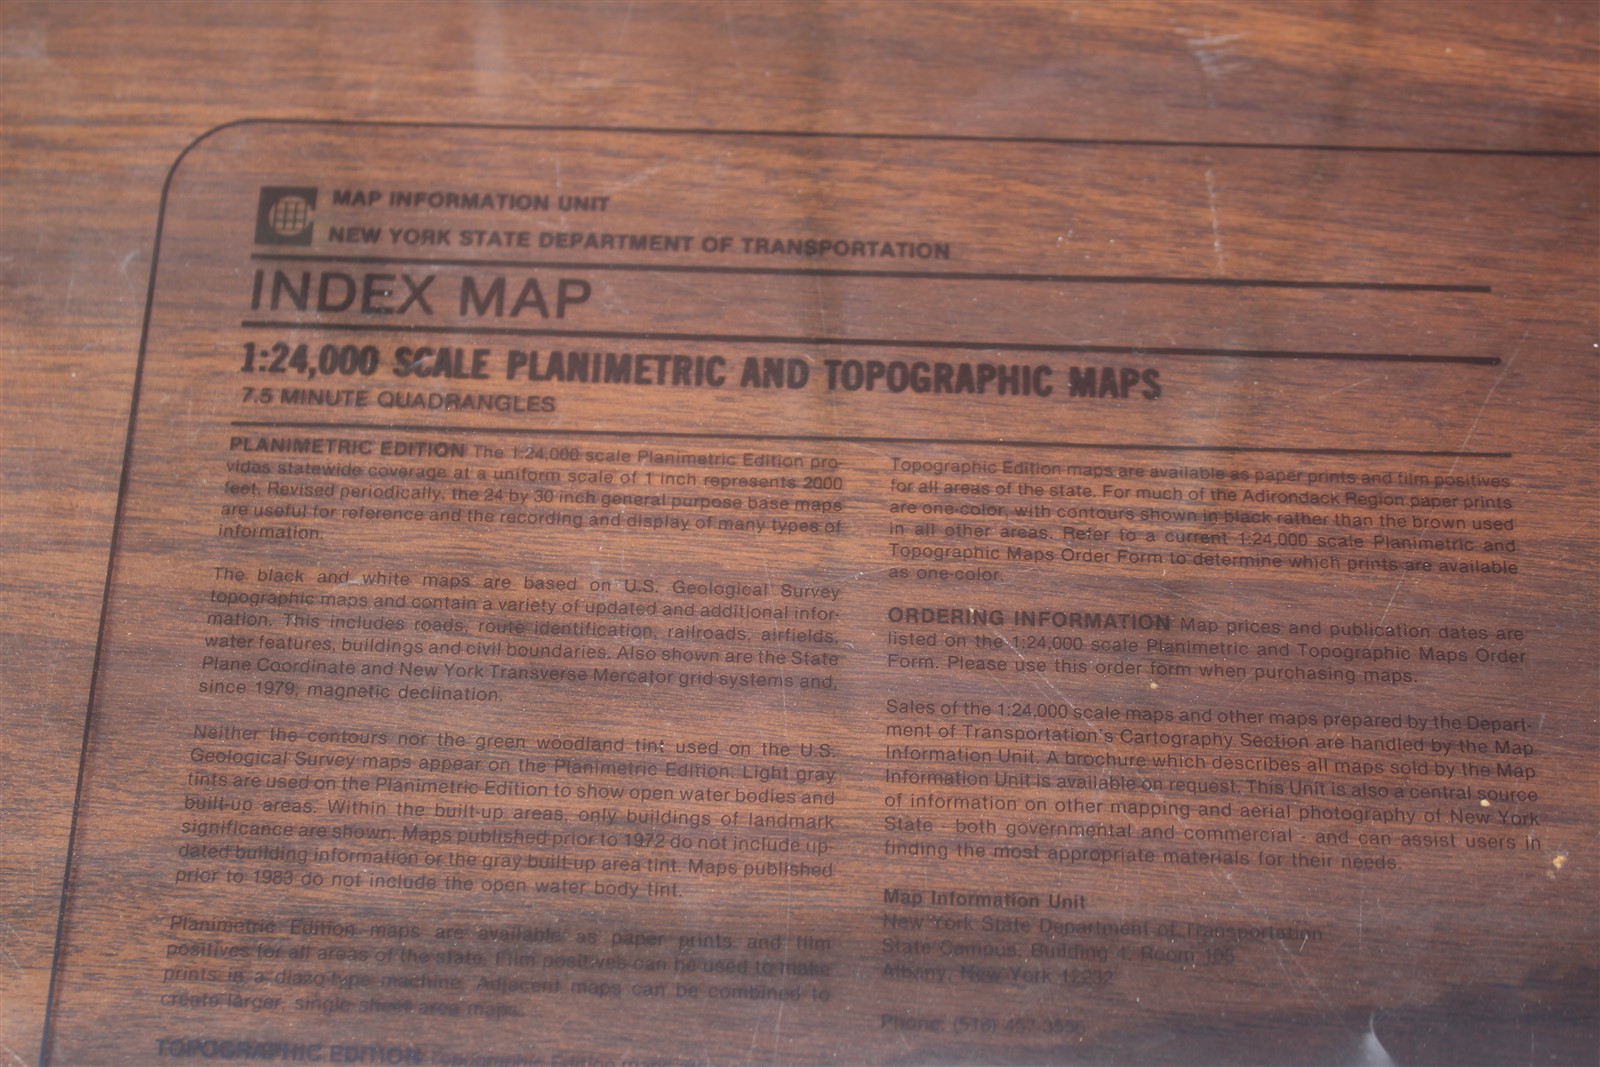 MAP INFORMATION UNIT
NEW YORK STATE DEPARTMENT OF TRANSPORTATION
INDEX MAP
1:24,000 SCALE PLANIMETRIC AND TOPOGRAPHIC MAPS
7.5 MINUTE QUADRANGLES
PLANIMETRIC EDITION The 1:24,000 scale Planimetric Edition pro-
vides statewide coverage at a uniform scale of 1 inch represents 2000
feet. Revised periodically, the 24 by 30 inch general purpose base maps
are useful for reference and the recording and display of many types of
information.
The black and white maps are based on U.S. Geological Survey
topographic maps and contain a variety of updated and additional infor-
mation. This includes roads, route identification, railroads, airfields,
water features, buildings and civil boundaries. Also shown are the State
Plane Coordinate and New York Transverse Mercator grid systems and,
since 1979, magnetic declination.
Neither the contours nor the green woodland tint used on the U.S.
Geological Survey maps appear on the Planimetric Edition. Light gray
tints are used on the Planimetric Edition to show open water bodies and
built-up areas. Within the built-up areas, only buildings of landmark
significance are shown. Maps published prior to 1972 do not include up-
dated building information or the gray built-up area tint. Maps published
prior to 1983 do not include the open water body tint.
Planimetric Edition maps are available as paper prints and film
positives for all areas of the state. Film positives can be used to make
prints in a diazo-type machine. Adjacent maps can be combined to
create larger, single sheet area maps.
TOPOGRAPHIC EDITION Topographic Edition maps
Topographic Edition maps are available as paper prints and film positives
for all areas of the state. For much of the Adirondack Region paper prints
are one-color, with contours shown in black rather than the brown used
in all other areas. Refer to a current 1:24,000 scale Planimetric and
Topographic Maps Order Form to determine which prints are available
as one-color.
ORDERING INFORMATION Map prices and publication dates are
listed on the 1:24,000 scale Planimetric and Topographic Maps Order
Form. Please use this order form when purchasing maps.
Sales of the 1:24,000 scale maps and other maps prepared by the Depart-
ment of Transportation's Cartography Section are handled by the Map
Information Unit. A brochure which describes all maps sold by the Map
Information Unit is available on request. This Unit is also a central source
of information on other mapping and aerial photography of New York
State - both governmental and commercial - and can assist users in
finding the most appropriate materials for their needs.
Map Information Unit
New York State Department of Transportation
State Campus, Building 4, Room 105
Albany, New York 12232
Phone: (518) 457-3555